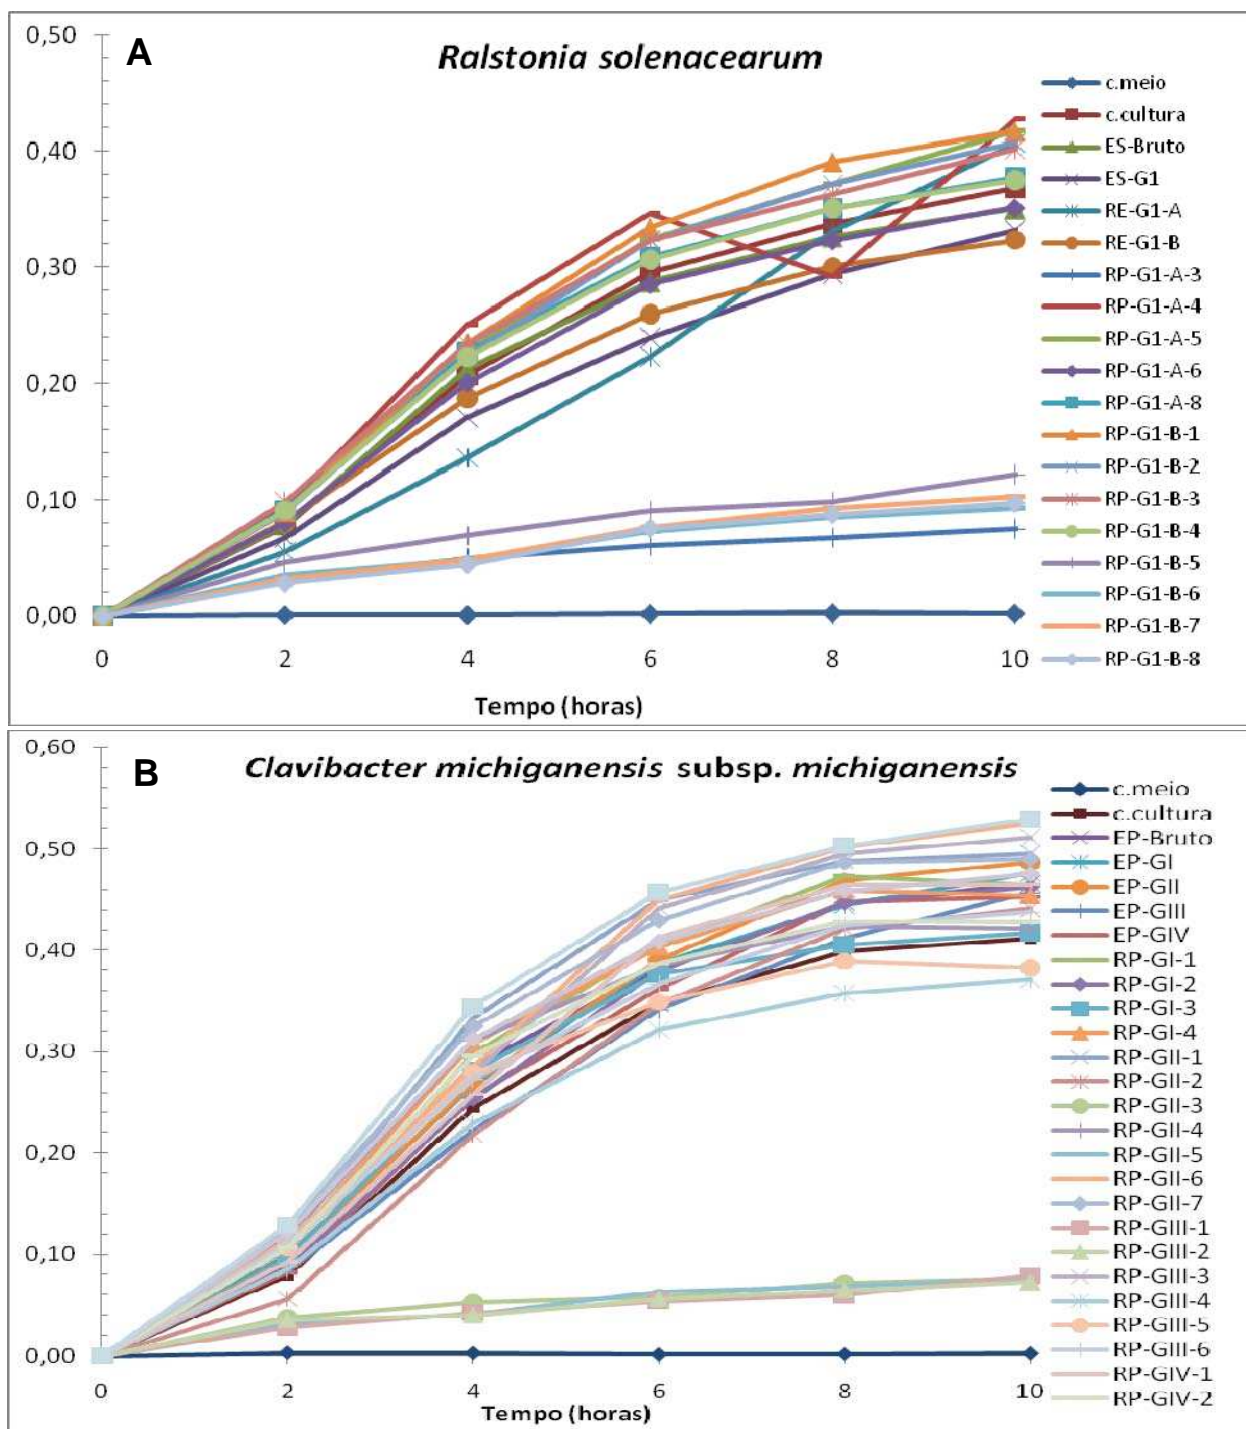 A
Ralstonia solenacearum
0,50
0,40
0,30
0,20
0,10
0,00
0
2
4
6
8
10
Tempo (horas)
c.meio
c.cultura
ES-Bruto
ES-G1
RE-G1-A
RE-G1-B
RP-G1-A-3
RP-G1-A-4
RP-G1-A-5
RP-G1-A-6
RP-G1-A-8
RP-G1-B-1
RP-G1-B-2
RP-G1-B-3
RP-G1-B-4
RP-G1-B-5
RP-G1-B-6
RP-G1-B-7
RP-G1-B-8
B
Clavibacter michiganensis subsp. michiganensis
0,60
0,50
0,40
0,30
0,20
0,10
0,00
0
2
4
6
8
10
Tempo (horas)
c.meio
c.cultura
EP-Bruto
EP-GI
EP-GII
EP-GIII
EP-GIV
RP-GI-1
RP-GI-2
RP-GI-3
RP-GI-4
RP-GII-1
RP-GII-2
RP-GII-3
RP-GII-4
RP-GII-5
RP-GII-6
RP-GII-7
RP-GIII-1
RP-GIII-2
RP-GIII-3
RP-GIII-4
RP-GIII-5
RP-GIII-6
RP-GIV-1
RP-GIV-2